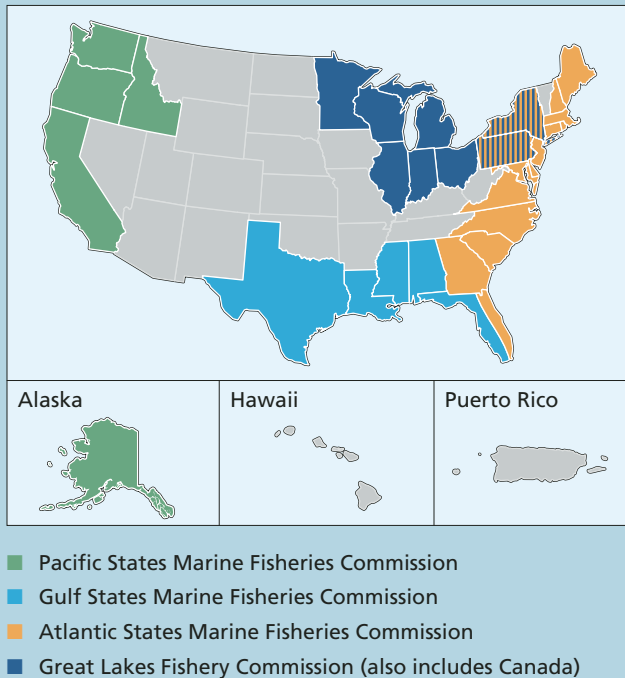 Alaska
Hawaii
Puerto Rico
Pacific States Marine Fisheries Commission
Gulf States Marine Fisheries Commission
Atlantic States Marine Fisheries Commission
Great Lakes Fishery Commission (also includes Canada)